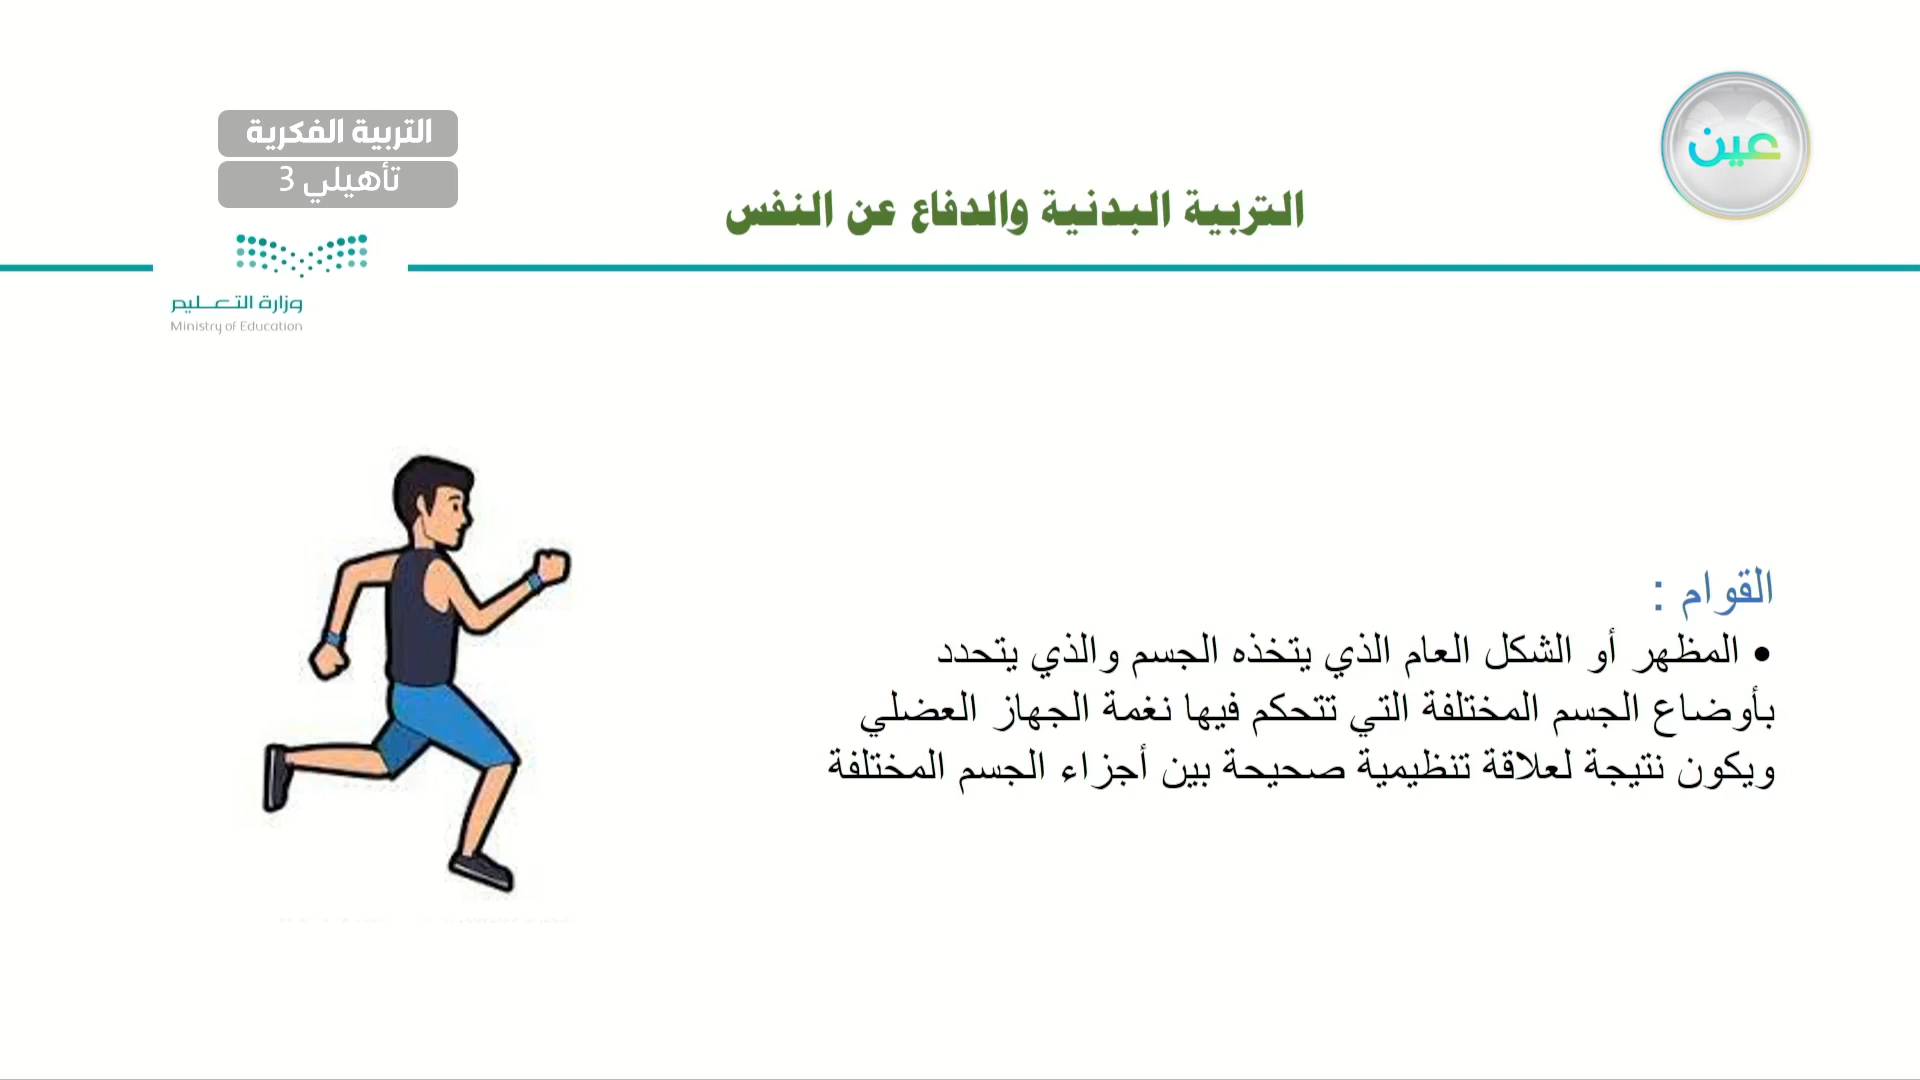 التربية الفكرية
تأهيلي 3
عين
التربية البدنية والدفاع عن النفس
وزارة التعليم
Ministry of Education
القوام :
• المظهر أو الشكل العام الذي يتخذه الجسم والذي يتحدد
بأوضاع الجسم المختلفة التي تتحكم فيها نغمة الجهاز العضلي
ويكون نتيجة لعلاقة تنظيمية صحيحة بين أجزاء الجسم المختلفة